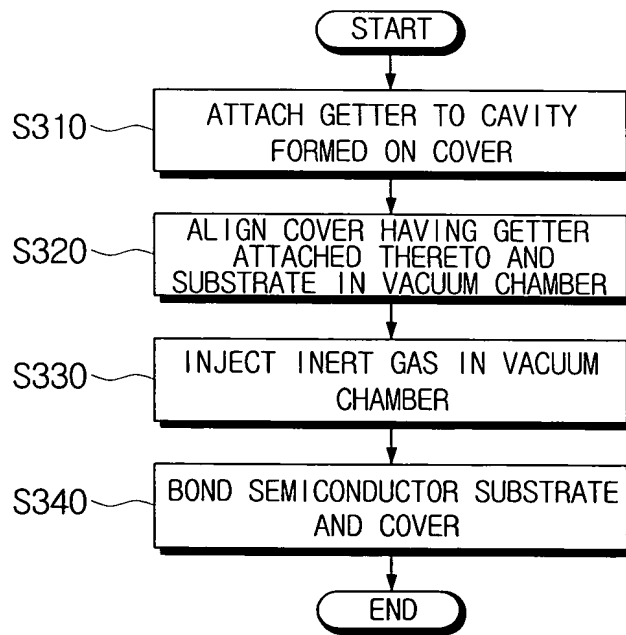 START
S310
ATTACH GETTER TO CAVITY
FORMED ON COVER
S320
ALIGN COVER HAVING GETTER
ATTACHED THERETO AND
SUBSTRATE IN VACUUM CHAMBER
S330
INJECT INERT GAS IN VACUUM
CHAMBER
S340
BOND SEMICONDUCTOR SUBSTRATE
AND COVER
END